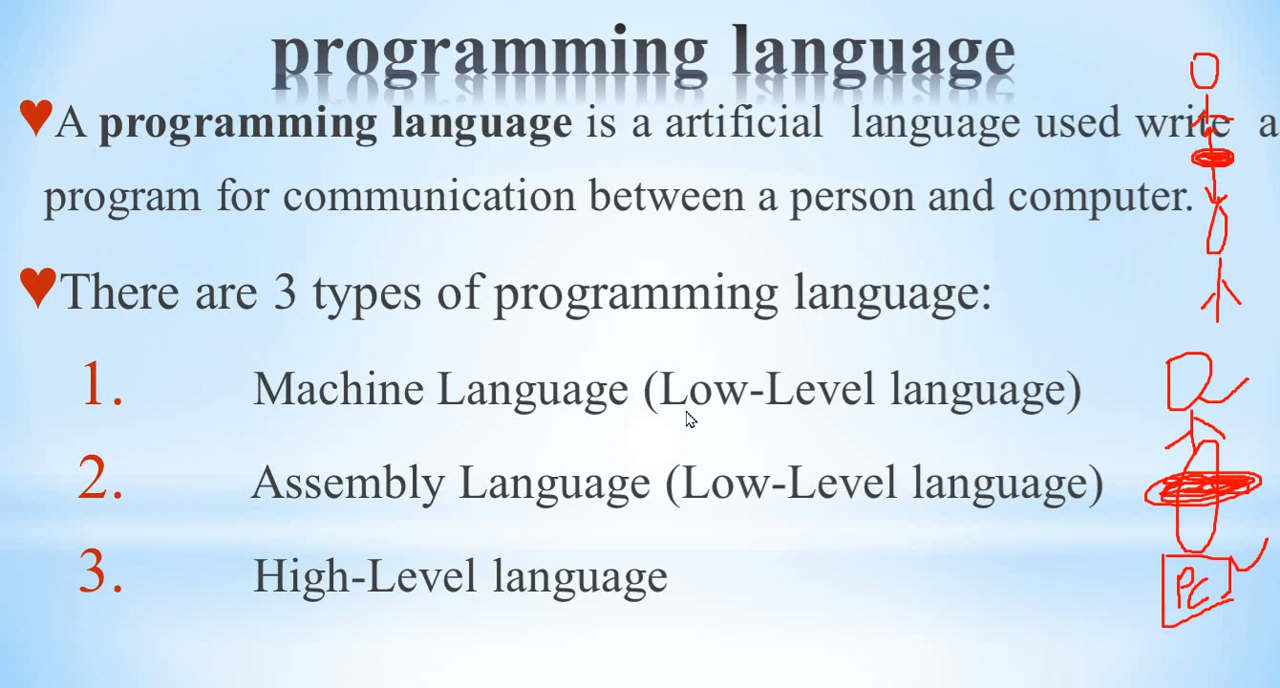 programming language
A programming language is a artificial language used write a
program for communication between a person and computer.
There are 3 types of programming language:
1. Machine Language (Low-Level language)
2. Assembly Language (Low-Level language)
3. High-Level language
PC